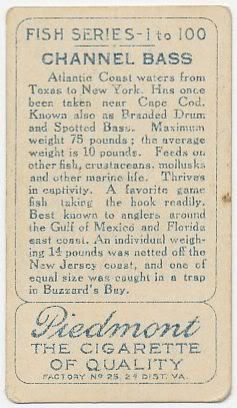 FISH SERIES-1 to 100
CHANNEL BASS
Atlantic Coast waters from
Texas to New York. Has once
been taken near Cape Cod.
Known also as Branded Drum
and Spotted Bass. Maximum
weight 75 pounds; the average
weight is 10 pounds. Feeds on
other fish, crustaceans, mollusks
and other marine life. Thrives
in captivity. A favorite game
fish taking the hook readily.
Best known to anglers around
the Gulf of Mexico and Florida
east coast. An individual weigh-
ing 14 pounds was netted off the
New Jersey coast, and one of
equal size was caught in a trap
in Buzzard's Bay.
Piedmont
THE CIGARETTE
OF QUALITY
FACTORY No 25, 2d DIST. VA.